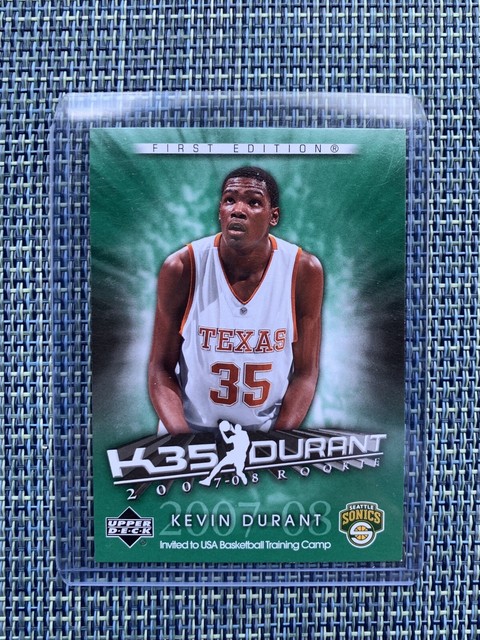 FIRST EDITION®
TEXAS
35
K35 DURANT
2007-08 ROOKIE
2007-08
UPPER DECK
KEVIN DURANT
SEATTLE
SONICS
Invited to USA Basketball Training Camp